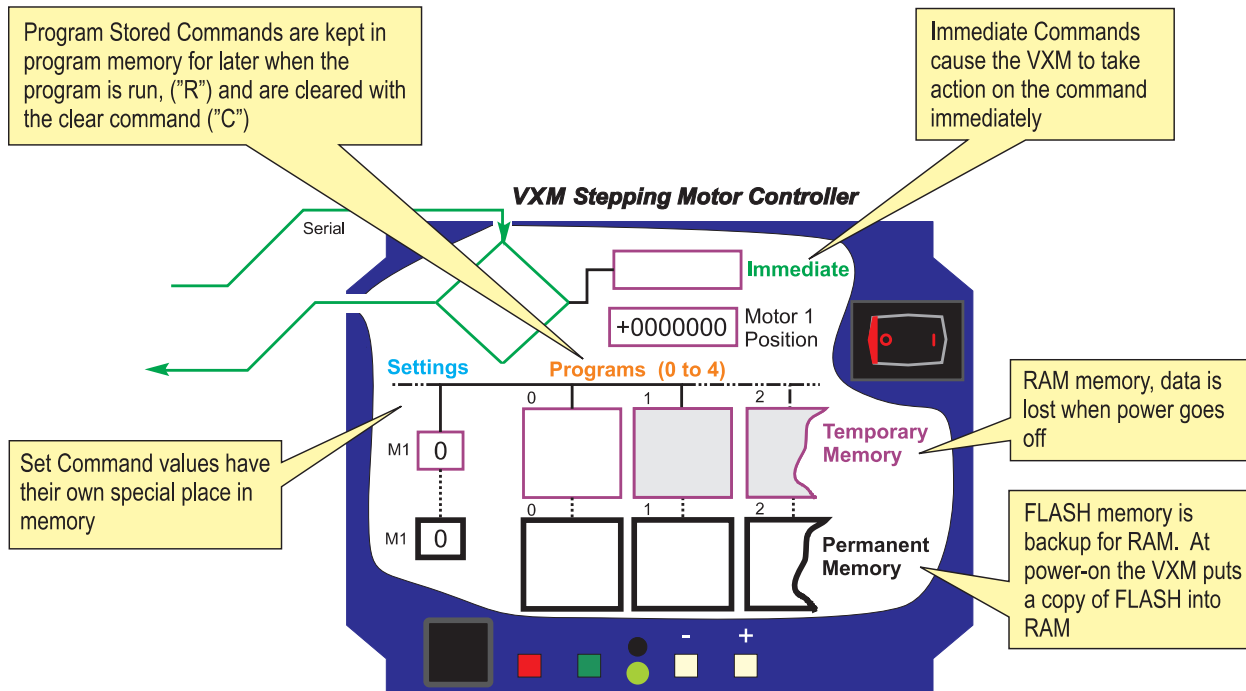 Program Stored Commands are kept in
program memory for later when the
program is run, ("R") and are cleared with
the clear command ("C")
Immediate Commands
cause the VXM to take
action on the command
immediately
VXM Stepping Motor Controller
Serial
Immediate
+0000000
Motor 1
Position
O I
Settings
Programs (0 to 4)
0 1 2
M1 0
Temporary
Memory
RAM memory, data is
lost when power goes
off
Set Command values have
their own special place in
memory
0 1 2
M1 0
Permanent
Memory
FLASH memory is
backup for RAM. At
power-on the VXM puts
a copy of FLASH into
RAM
- +